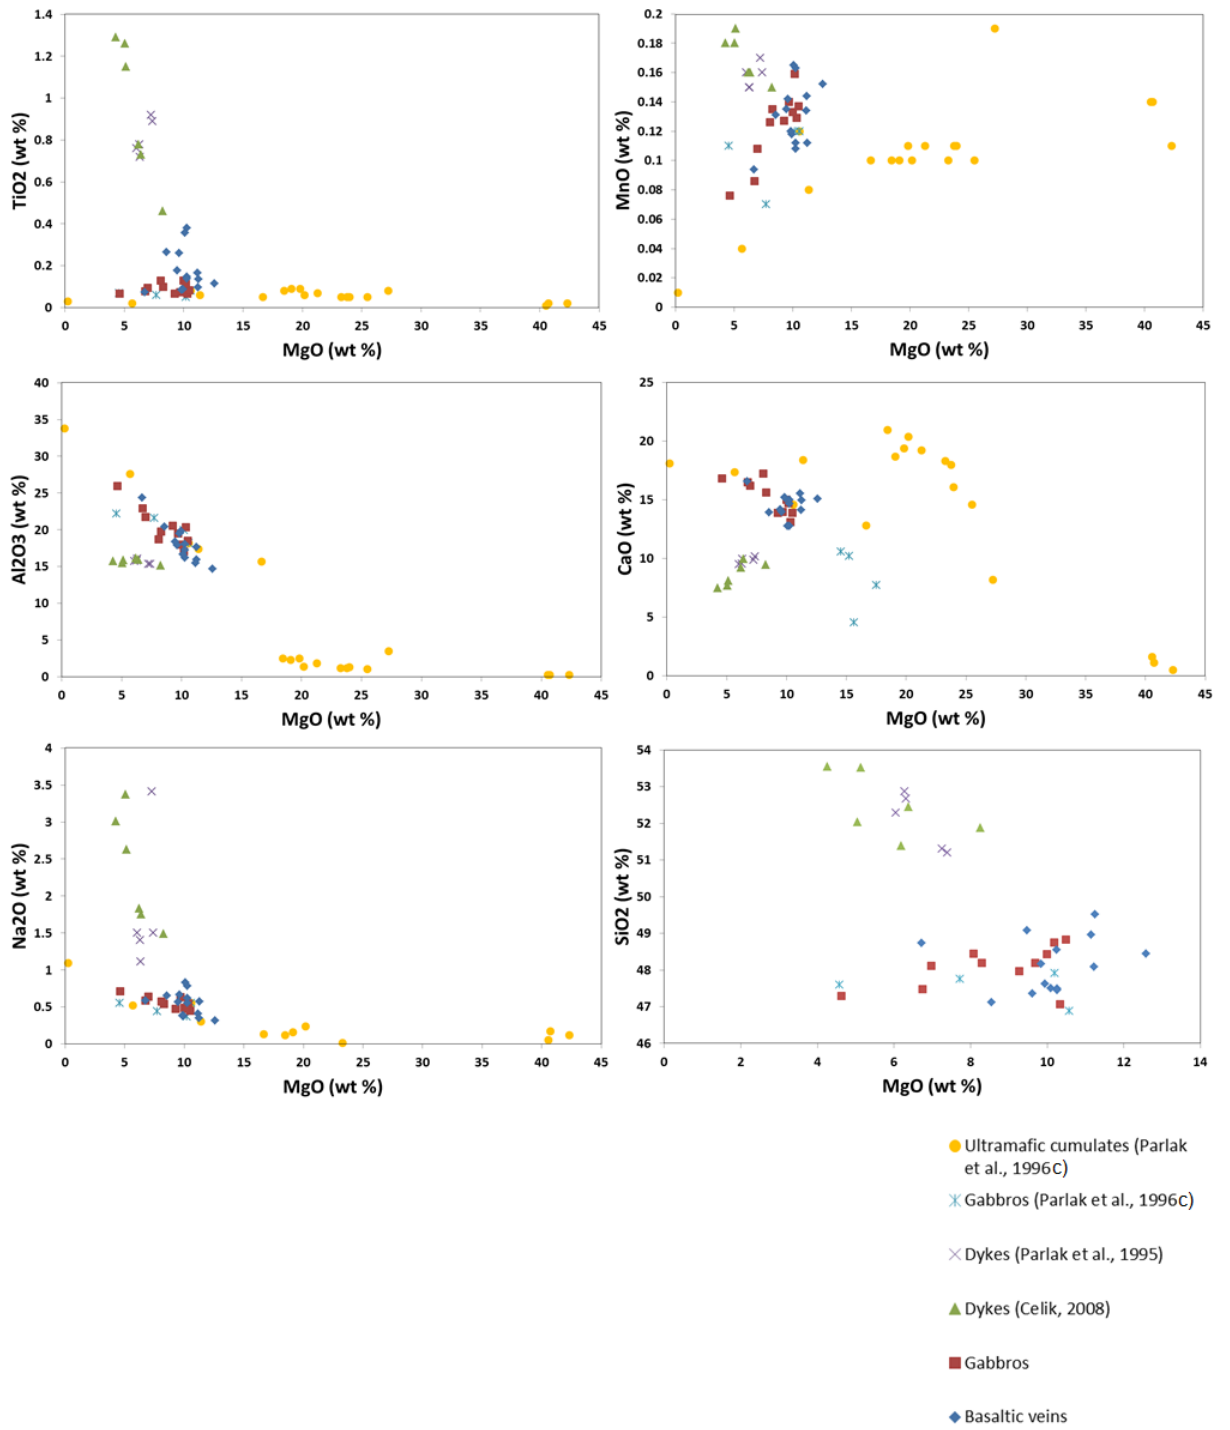 1.4
1.2
1
0.8
0.6
0.4
0.2
0
TiO2 (wt %)
0 5 10 15 20 25 30 35 40 45
MgO (wt %)
0.2
0.18
0.16
0.14
0.12
0.1
0.08
0.06
0.04
0.02
0
MnO (wt %)
0 5 10 15 20 25 30 35 40 45
MgO (wt %)
40
35
30
25
20
15
10
5
0
Al2O3 (wt %)
0 5 10 15 20 25 30 35 40 45
MgO (wt %)
25
20
15
10
5
0
CaO (wt %)
0 5 10 15 20 25 30 35 40 45
MgO (wt %)
4
3.5
3
2.5
2
1.5
1
0.5
0
Na2O (wt %)
0 5 10 15 20 25 30 35 40 45
MgO (wt %)
54
53
52
51
50
49
48
47
46
SiO2 (wt %)
0 2 4 6 8 10 12 14
MgO (wt %)
Ultramafic cumulates (Parlak
et al., 1996C)
Gabbros (Parlak et al., 1996C)
Dykes (Parlak et al., 1995)
Dykes (Celik, 2008)
Gabbros
Basaltic veins